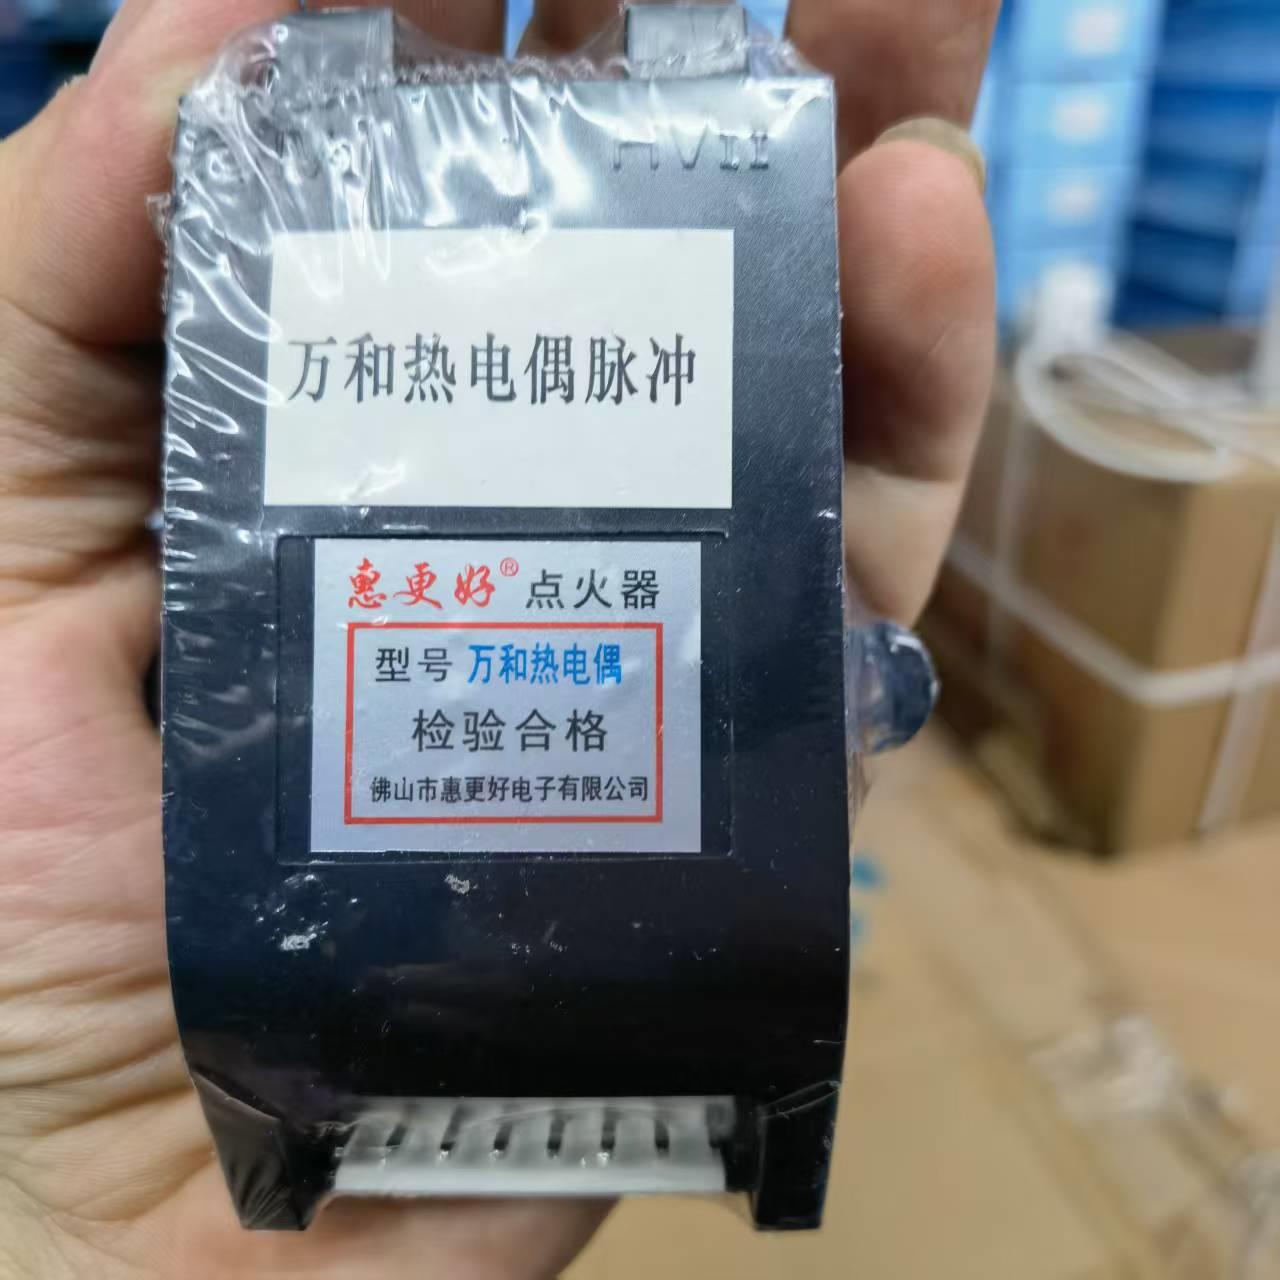 HVII
万和热电偶脉冲
惠更好® 点火器
型号 万和热电偶
检验合格
佛山市惠更好电子有限公司